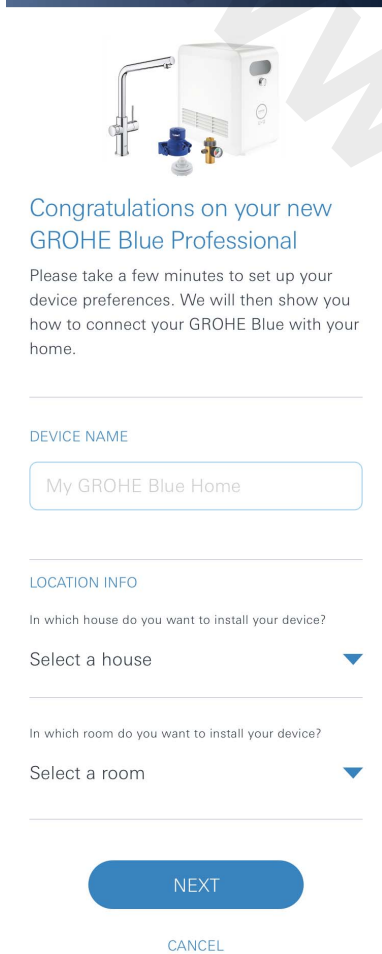 Congratulations on your new
GROHE Blue Professional
Please take a few minutes to set up your
device preferences. We will then show you
how to connect your GROHE Blue with your
home.
DEVICE NAME
My GROHE Blue Home
LOCATION INFO
In which house do you want to install your device?
Select a house
In which room do you want to install your device?
Select a room
NEXT
CANCEL